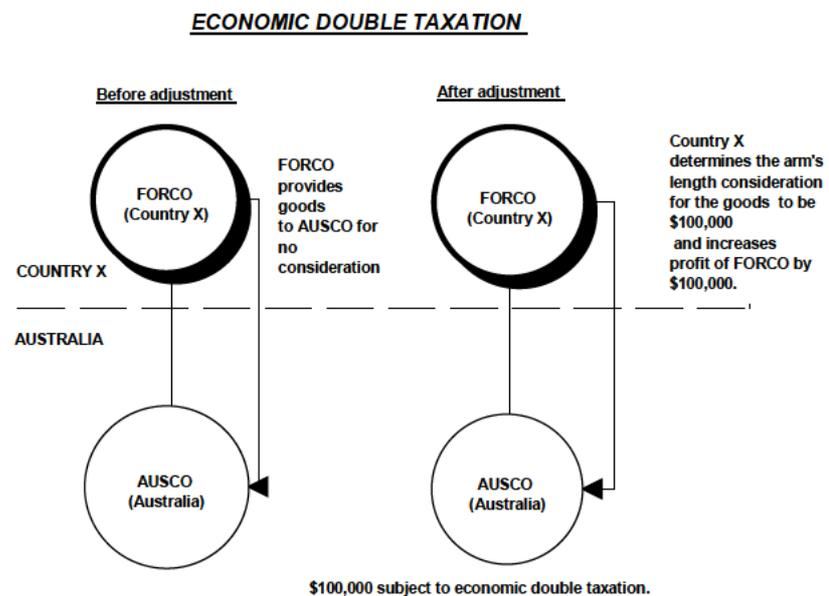 ECONOMIC DOUBLE TAXATION
Before adjustment
FORCO
(Country X)
FORCO
provides
goods
to AUSCO for
no
consideration
After adjustment
FORCO
(Country X)
Country X
determines the arm's
length consideration
for the goods to be
$100,000
and increases
profit of FORCO by
$100,000.
COUNTRY X
AUSTRALIA
AUSCO
(Australia)
AUSCO
(Australia)
$100,000 subject to economic double taxation.